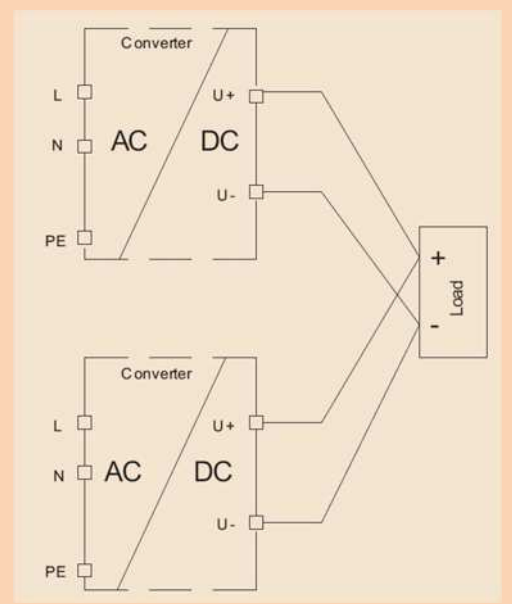 Converter
L
U+
N
AC
DC
U-
PE
+
Load
-
Converter
L
U+
N
AC
DC
U-
PE